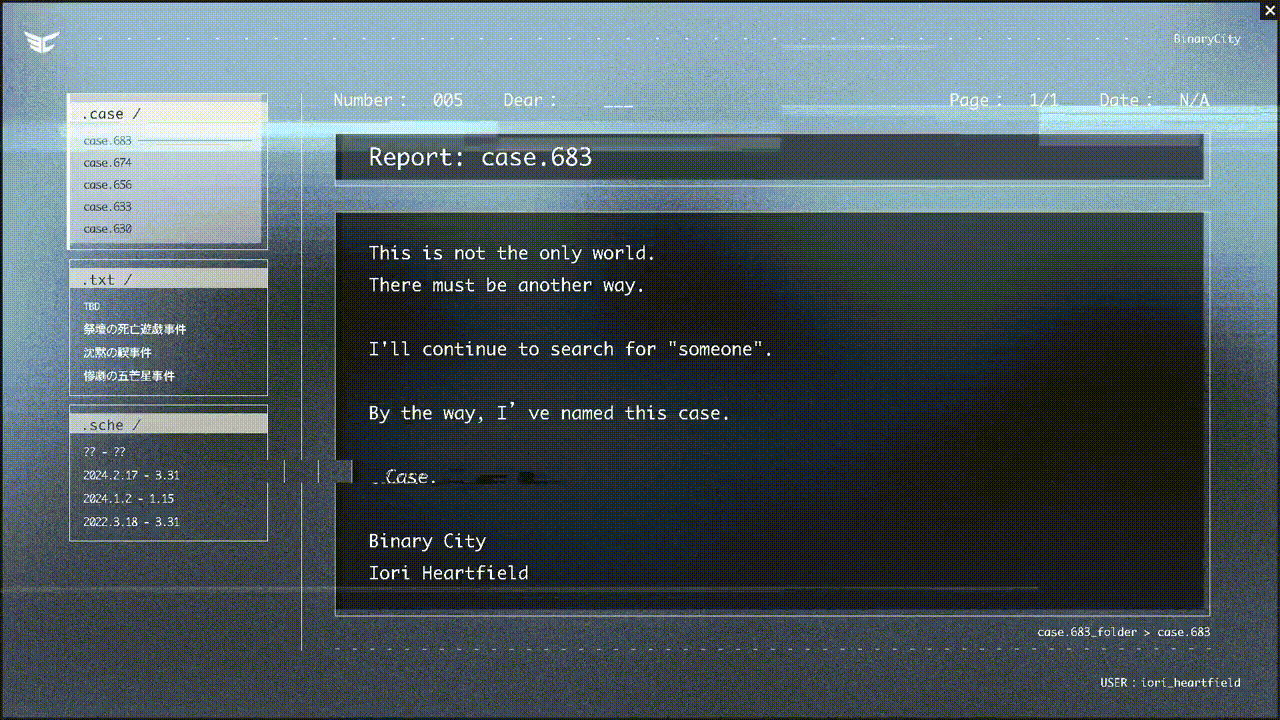 BinaryCity
Number : 005 Dear : ___ Page : 1/1 Date : N/A
.case /
case.683
case.674
case.656
case.633
case.630
.txt /
TBD
祭壇の死亡遊戯事件
沈黙の禊事件
惨劇の五芒星事件
.sche /
?? - ??
2024.2.17 - 3.31
2024.1.2 - 1.15
2022.3.18 - 3.31
Report: case.683
This is not the only world.
There must be another way.
I'll continue to search for "someone".
By the way, I’ve named this case.
Case.
Binary City
Iori Heartfield
case.683_folder > case.683
USER : iori_heartfield